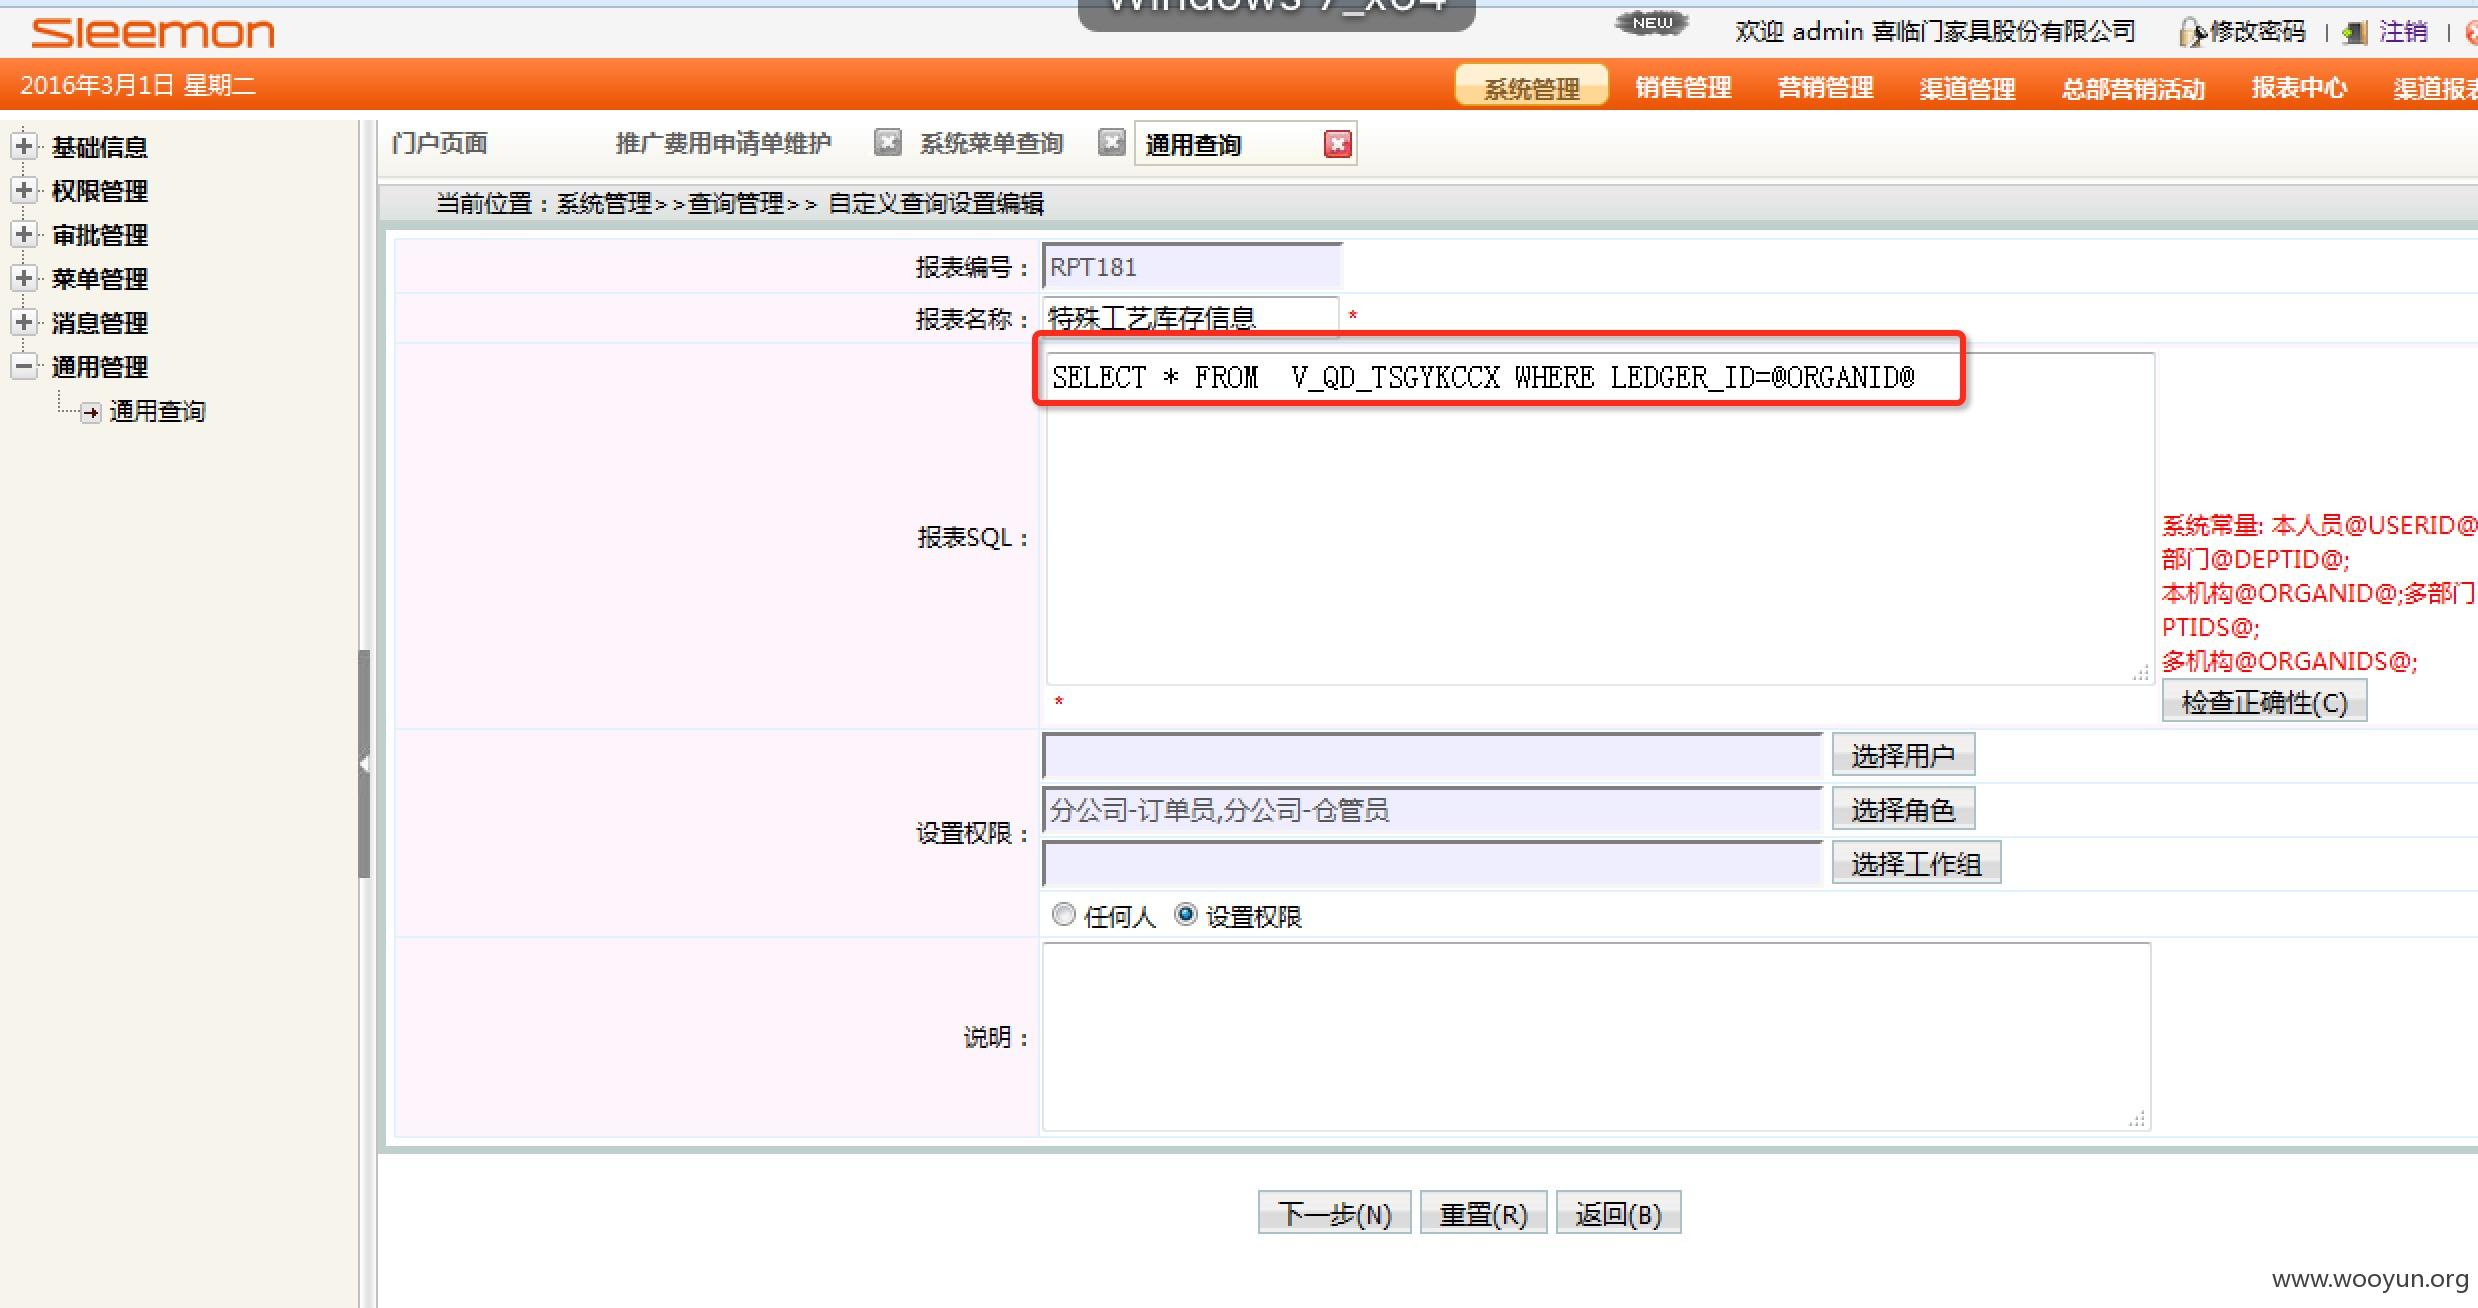 Windows 7_x64
Sleemon
NEW
欢迎 admin 喜临门家具股份有限公司
修改密码 | 注销 |
2016年3月1日 星期二
系统管理 销售管理 营销管理 渠道管理 总部营销活动 报表中心 渠道报表
基础信息
权限管理
审批管理
菜单管理
消息管理
通用管理
通用查询
门户页面 推广费用申请单维护 系统菜单查询 通用查询
当前位置：系统管理>>查询管理>> 自定义查询设置编辑
报表编号： RPT181
报表名称： 特殊工艺库存信息 *
报表SQL：
SELECT * FROM V_QD_TSGYKCCX WHERE LEDGER_ID=@ORGANID@
*
系统常量: 本人员@USERID@
部门@DEPTID@;
本机构@ORGANID@;多部门
PTIDS@;
多机构@ORGANIDS@;
检查正确性(C)
设置权限：
选择用户
分公司-订单员,分公司-仓管员 选择角色
选择工作组
任何人 设置权限
说明：
下一步(N) 重置(R) 返回(B)
www.wooyun.org